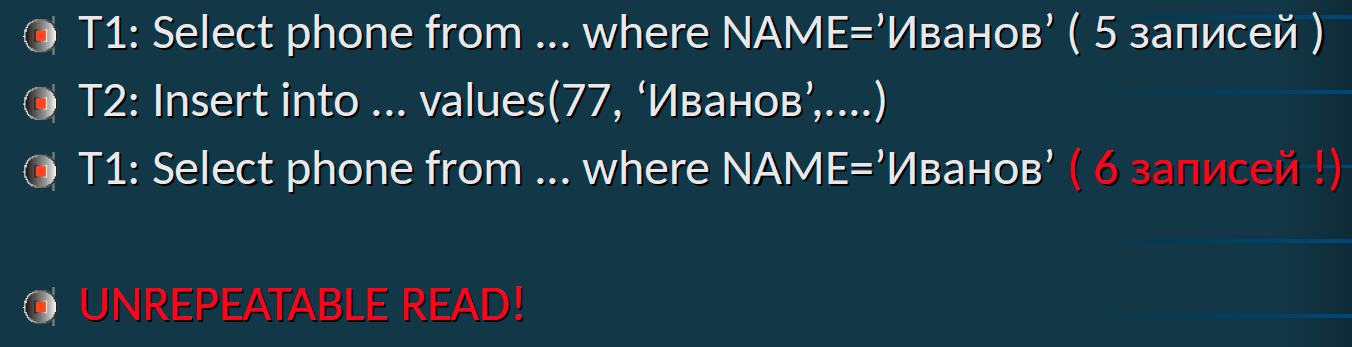 T1: Select phone from ... where NAME=’Иванов’ ( 5 записей )
T2: Insert into ... values(77, ‘Иванов’,....)
T1: Select phone from ... where NAME=’Иванов’ ( 6 записей !)
UNREPEATABLE READ!